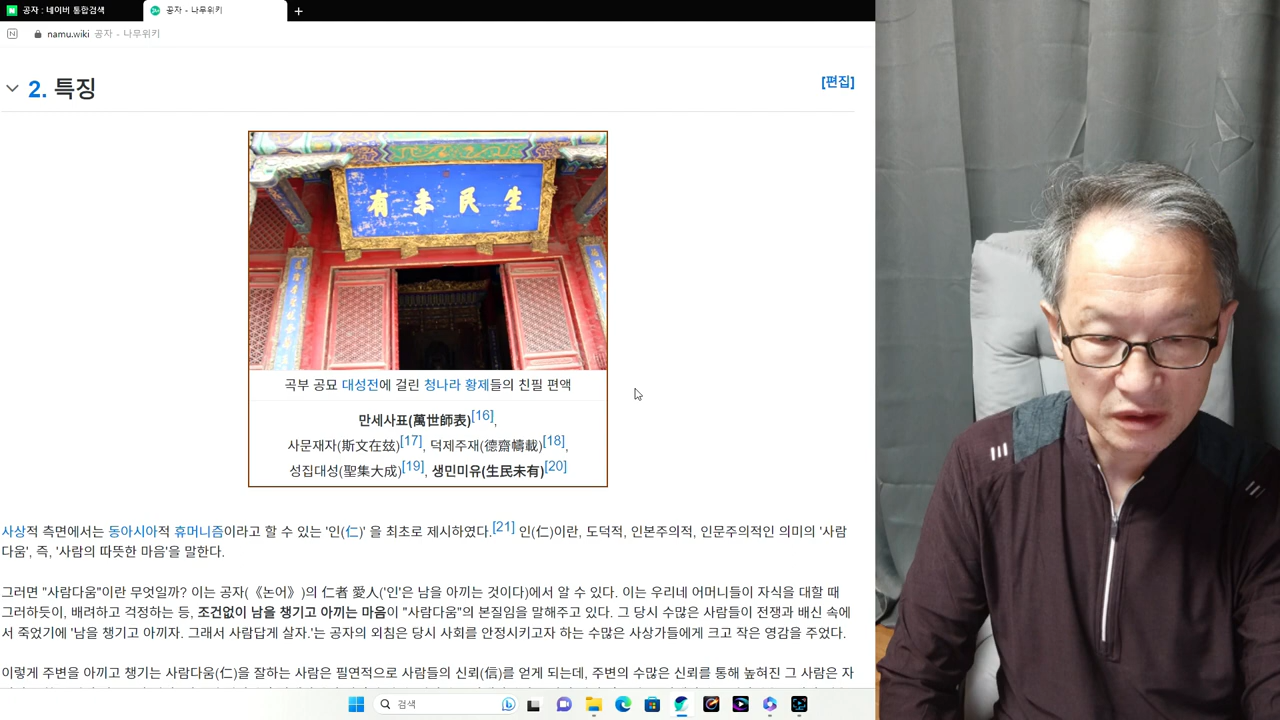 공자 : 네이버 통합검색
공자 - 나무위키
namu.wiki 공자 - 나무위키
2. 특징
[편집]
有未民生
곡부 공묘 대성전에 걸린 청나라 황제들의 친필 편액
만세사표(萬世師表)[16],
사문재자(斯文在玆)[17], 덕제주재(德齋幬載)[18],
성집대성(聖集大成)[19], 생민미유(生民未有)[20]
사상적 측면에서는 동아시아적 휴머니즘이라고 할 수 있는 '인(仁)' 을 최초로 제시하였다.[21] 인(仁)이란, 도덕적, 인본주의적, 인문주의적인 의미의 '사람
다움', 즉, '사람의 따뜻한 마음'을 말한다.
그러면 "사람다움"이란 무엇일까? 이는 공자(《논어》)의 仁者 愛人('인'은 남을 아끼는 것이다)에서 알 수 있다. 이는 우리네 어머니들이 자식을 대할 때
그러하듯이, 배려하고 걱정하는 등, 조건없이 남을 챙기고 아끼는 마음이 "사람다움"의 본질임을 말해주고 있다. 그 당시 수많은 사람들이 전쟁과 배신 속에
서 죽었기에 '남을 챙기고 아끼자. 그래서 사람답게 살자.'는 공자의 외침은 당시 사회를 안정시키고자 하는 수많은 사상가들에게 크고 작은 영감을 주었다.
이렇게 주변을 아끼고 챙기는 사람다움(仁)을 잘하는 사람은 필연적으로 사람들의 신뢰(信)를 얻게 되는데, 주변의 수많은 신뢰를 통해 높혀진 그 사람은 자
검색